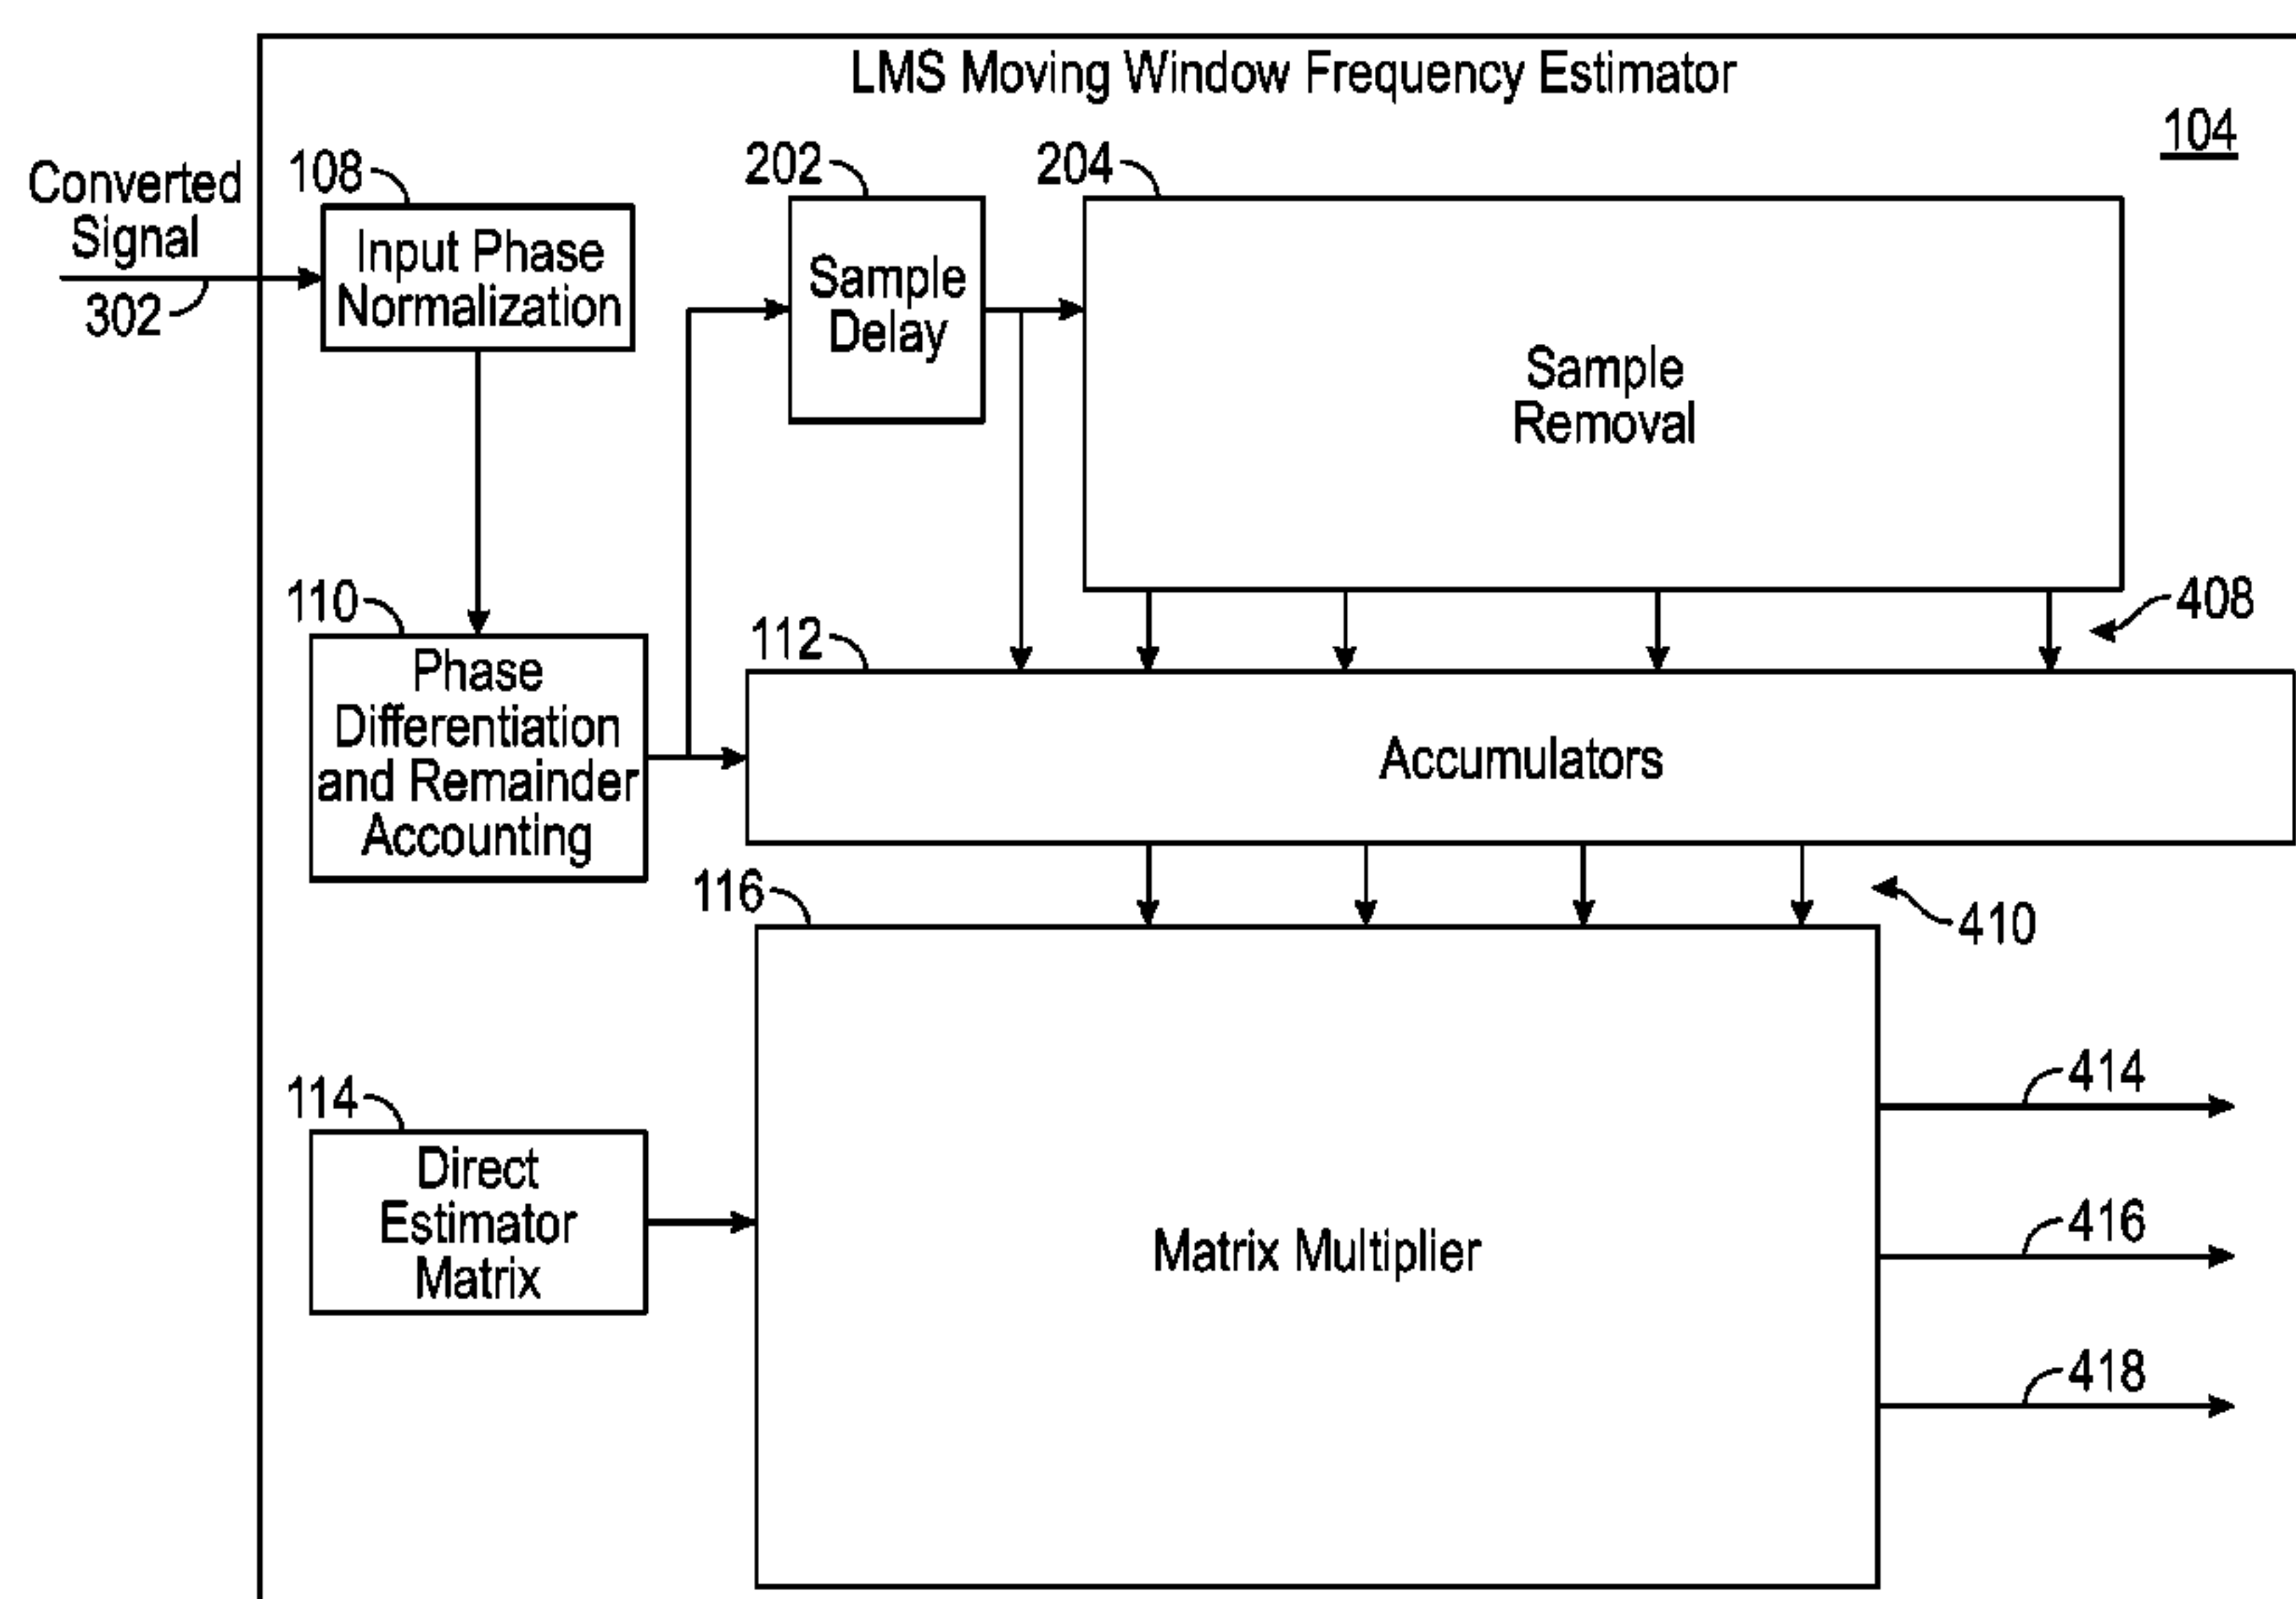 LMS Moving Window Frequency Estimator
104
Converted
Signal
302
108
Input Phase
Normalization
202
Sample
Delay
204
Sample
Removal
408
110
Phase
Differentiation
and Remainder
Accounting
112
Accumulators
410
116
Matrix Multiplier
114
Direct
Estimator
Matrix
414
416
418